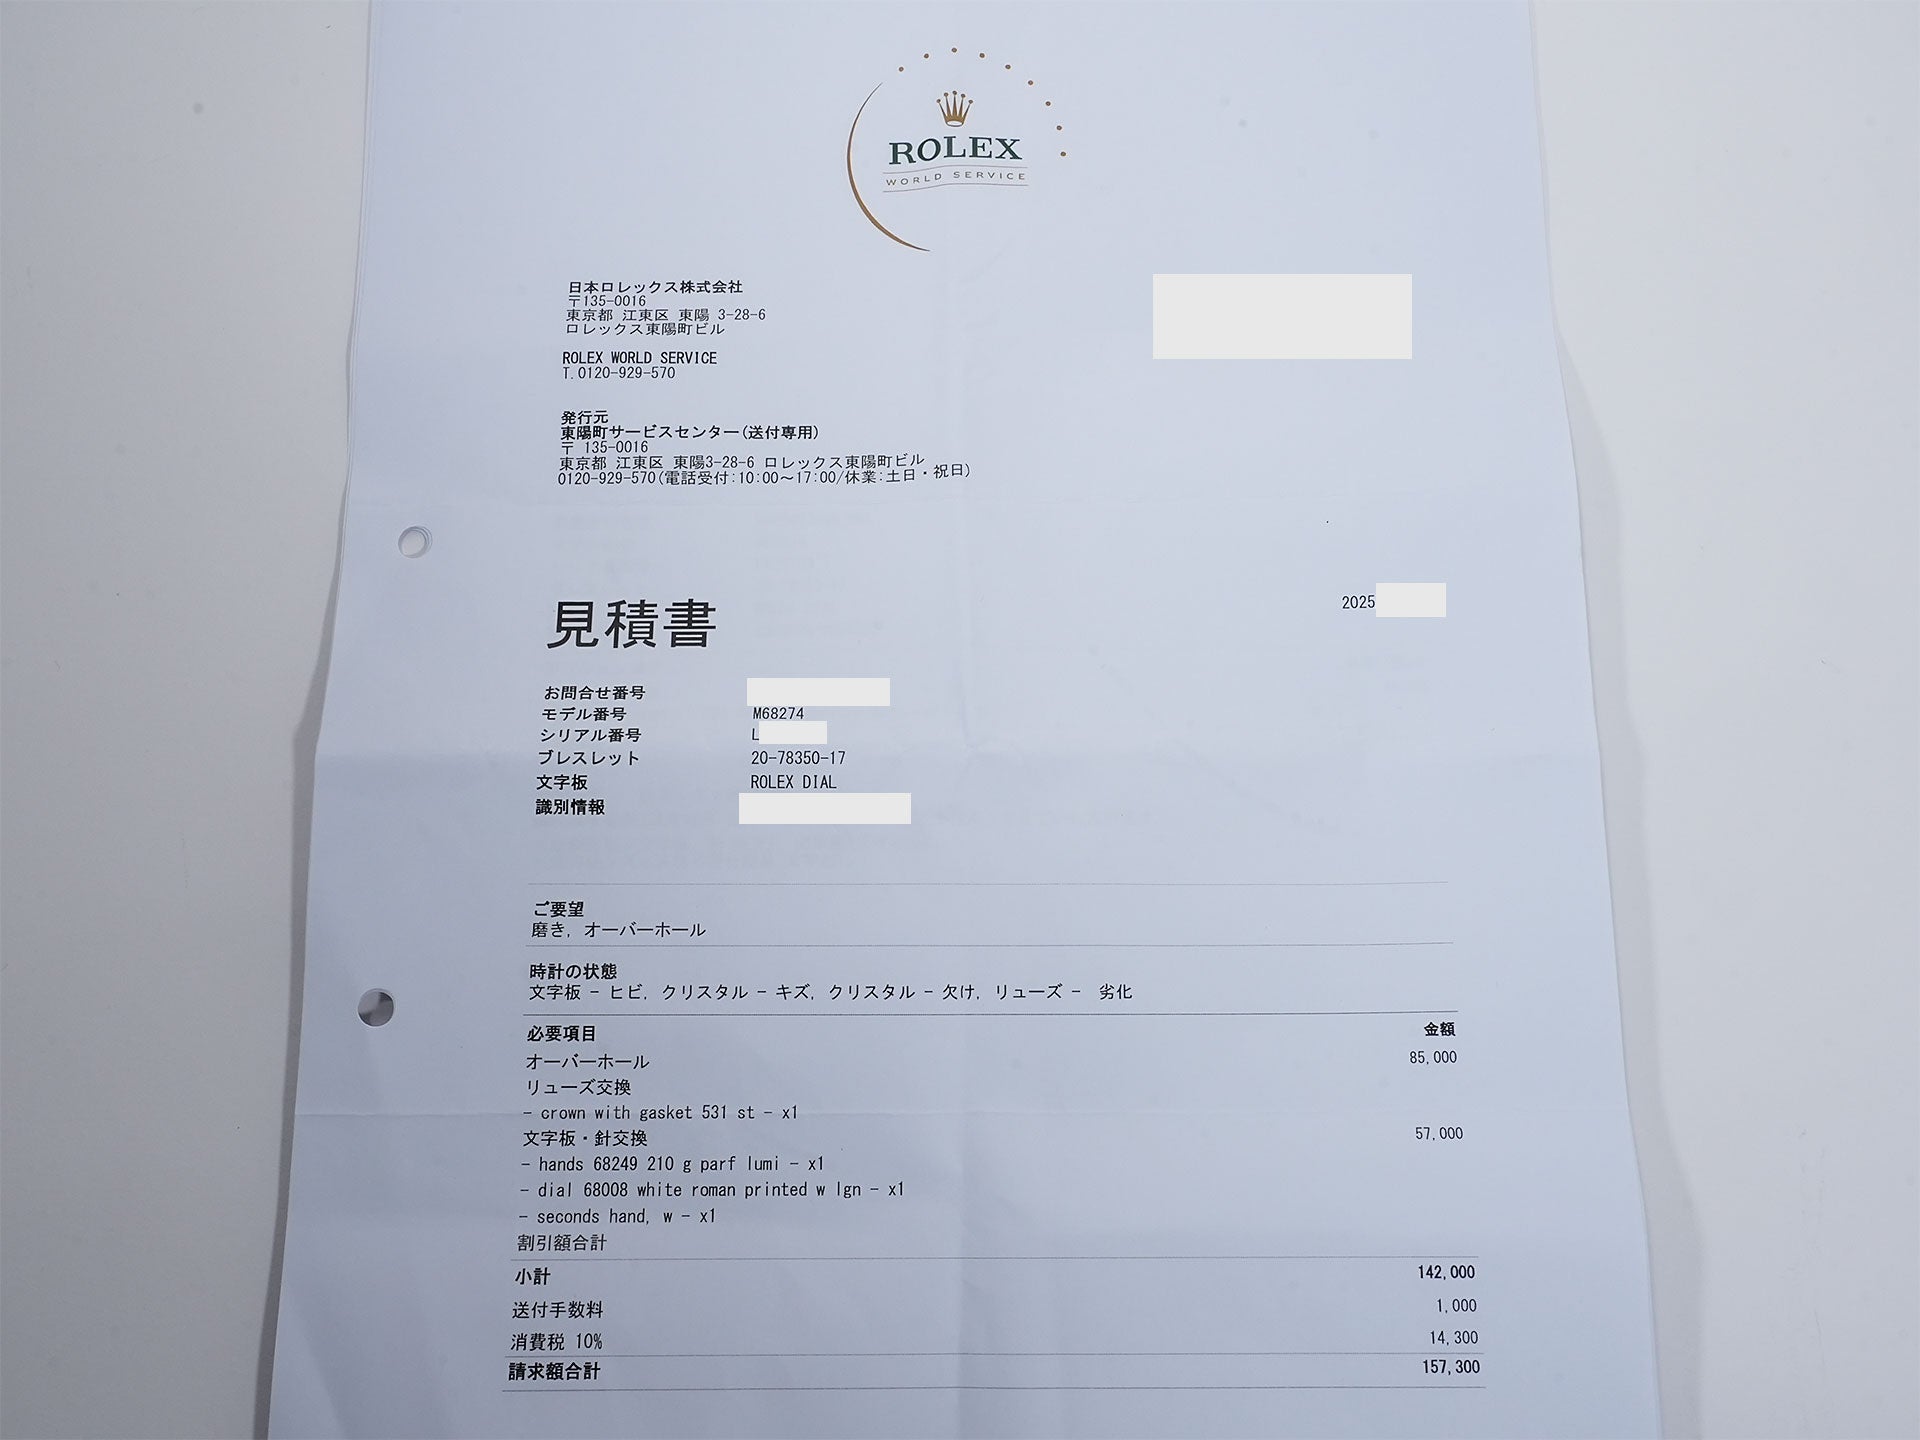 ROLEX
WORLD SERVICE
日本ロレックス株式会社
〒135-0016
東京都 江東区 東陽 3-28-6
ロレックス東陽町ビル
ROLEX WORLD SERVICE
T.0120-929-570
発行元
東陽町サービスセンター(送付専用)
〒 135-0016
東京都 江東区 東陽3-28-6 ロレックス東陽町ビル
0120-929-570(電話受付:10:00～17:00/休業:土日・祝日)
見積書 2025
お問合せ番号
モデル番号 M68274
シリアル番号 L
ブレスレット 20-78350-17
文字板 ROLEX DIAL
識別情報
ご要望
磨き, オーバーホール
時計の状態
文字板 - ヒビ, クリスタル - キズ, クリスタル - 欠け, リューズ - 劣化
必要項目 金額
オーバーホール 85,000
リューズ交換
- crown with gasket 531 st - x1
文字板・針交換 57,000
- hands 68249 210 g parf lumi - x1
- dial 68008 white roman printed w lgn - x1
- seconds hand, w - x1
割引額合計
小計 142,000
送付手数料 1,000
消費税 10% 14,300
請求額合計 157,300